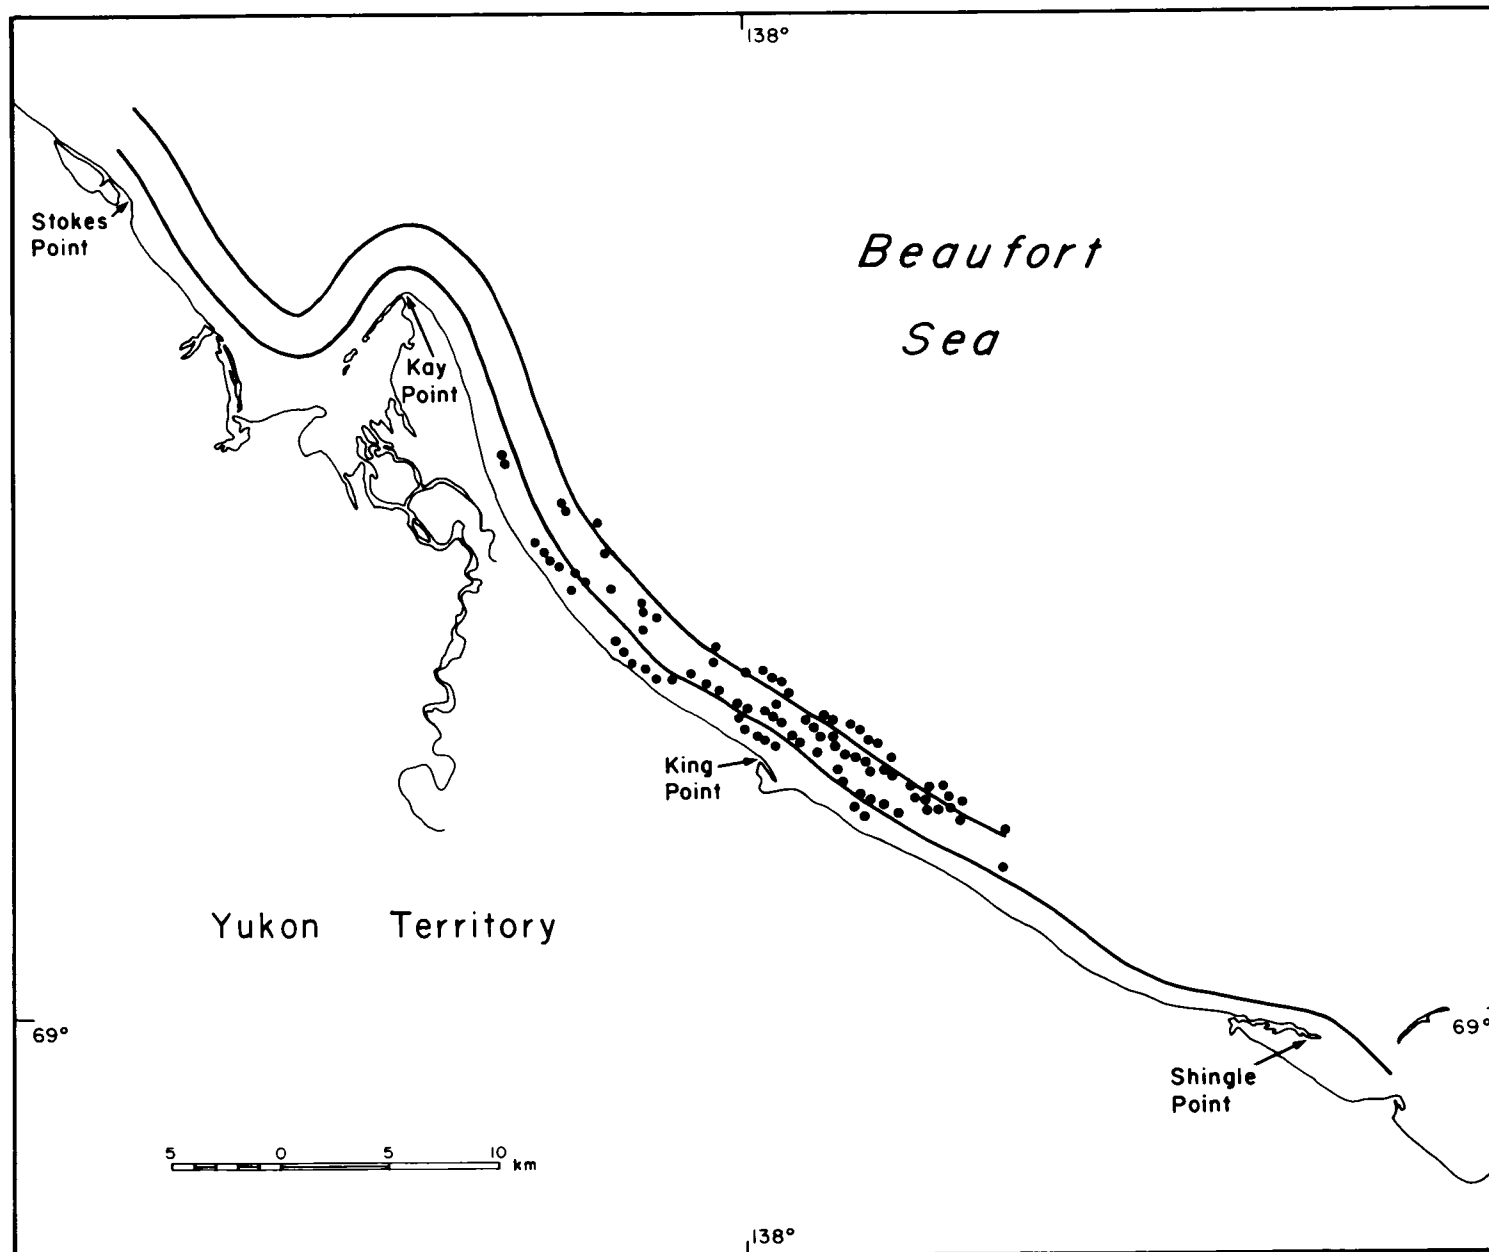 138°
Stokes
Point
Beaufort
Sea
Kay
Point
King
Point
Yukon Territory
69°
69°
Shingle
Point
5 0 5 10 km
138°